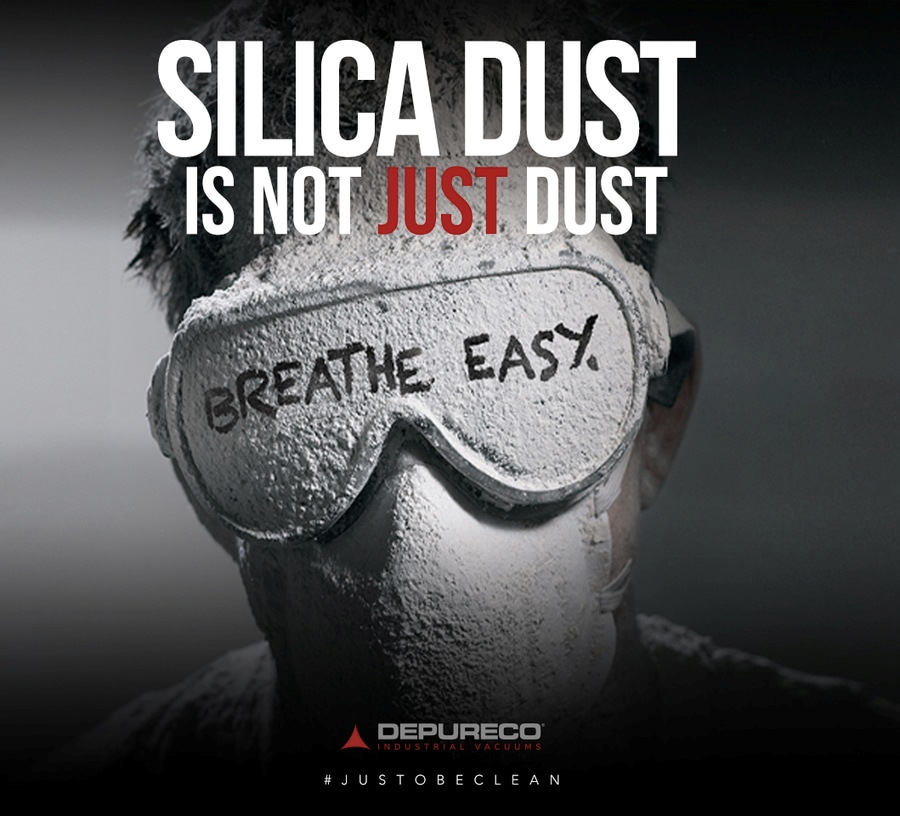 SILICA DUST
IS NOT JUST DUST
BREATHE EASY.
DEPURECO®
INDUSTRIAL VACUUMS
#JUSTOBECLEAN